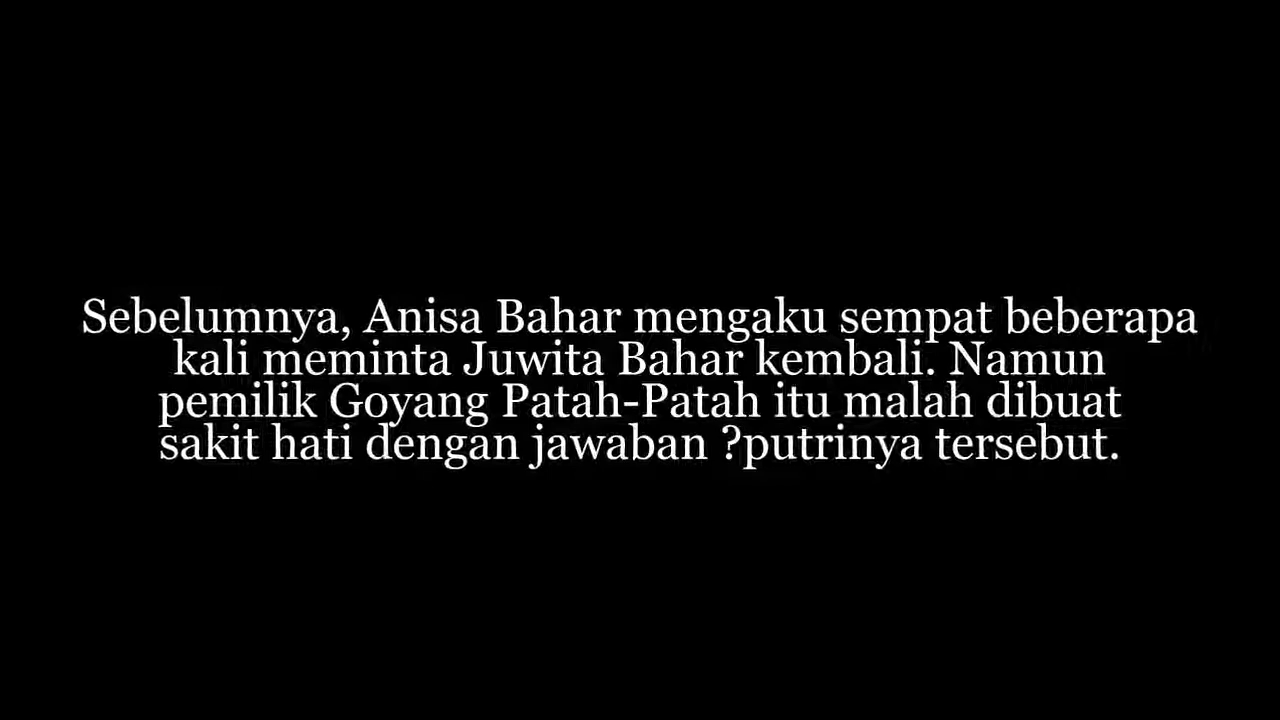 Sebelumnya, Anisa Bahar mengaku sempat beberapa
kali meminta Juwita Bahar kembali. Namun
pemilik Goyang Patah-Patah itu malah dibuat
sakit hati dengan jawaban ?putrinya tersebut.